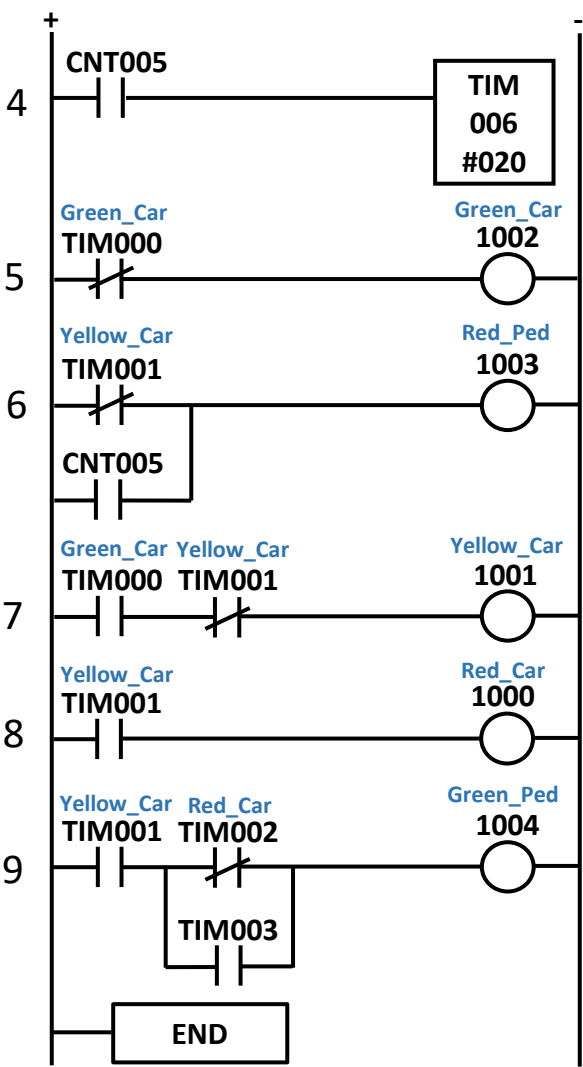 + -
CNT005
4
TIM
006
#020
Green_Car Green_Car
TIM000 1002
5
Yellow_Car Red_Ped
TIM001 1003
6
CNT005
Green_Car Yellow_Car Yellow_Car
TIM000 TIM001 1001
7
Yellow_Car Red_Car
TIM001 1000
8
Yellow_Car Red_Car Green_Ped
TIM001 TIM002 1004
9
TIM003
END